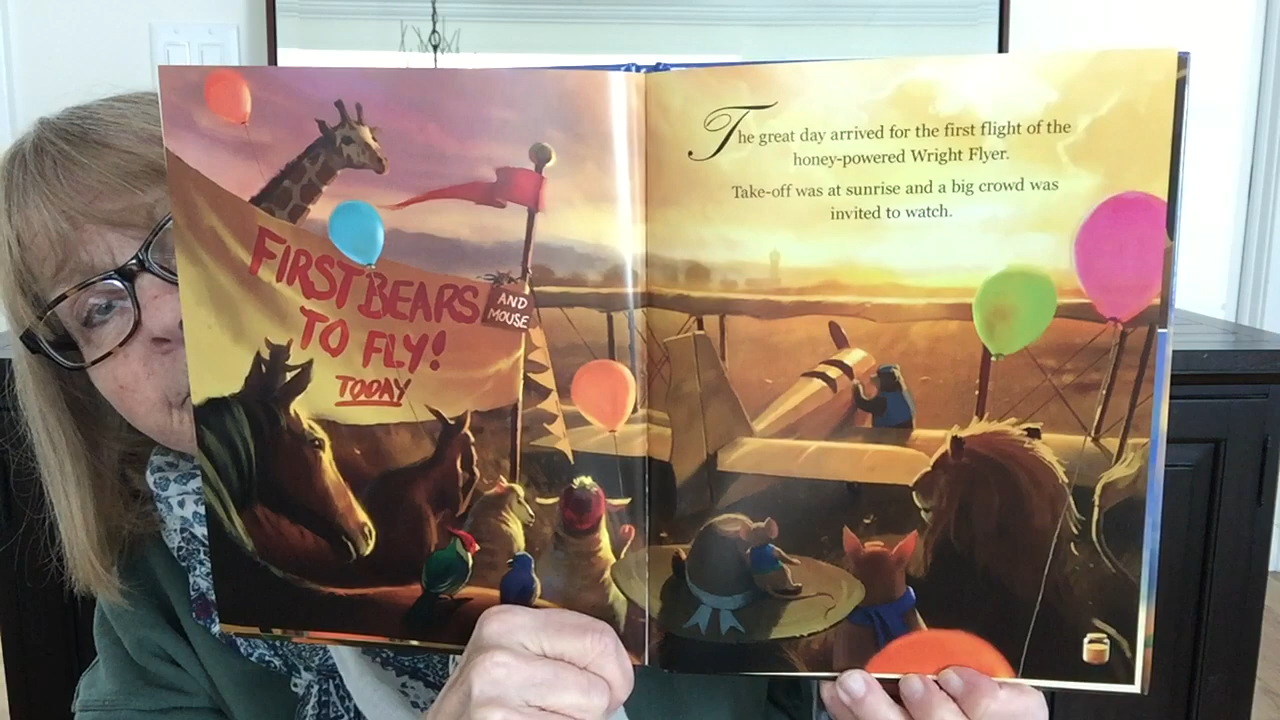 FIRST BEARS
AND
MOUSE
TO FLY!
TODAY
The great day arrived for the first flight of the
honey-powered Wright Flyer.
Take-off was at sunrise and a big crowd was
invited to watch.